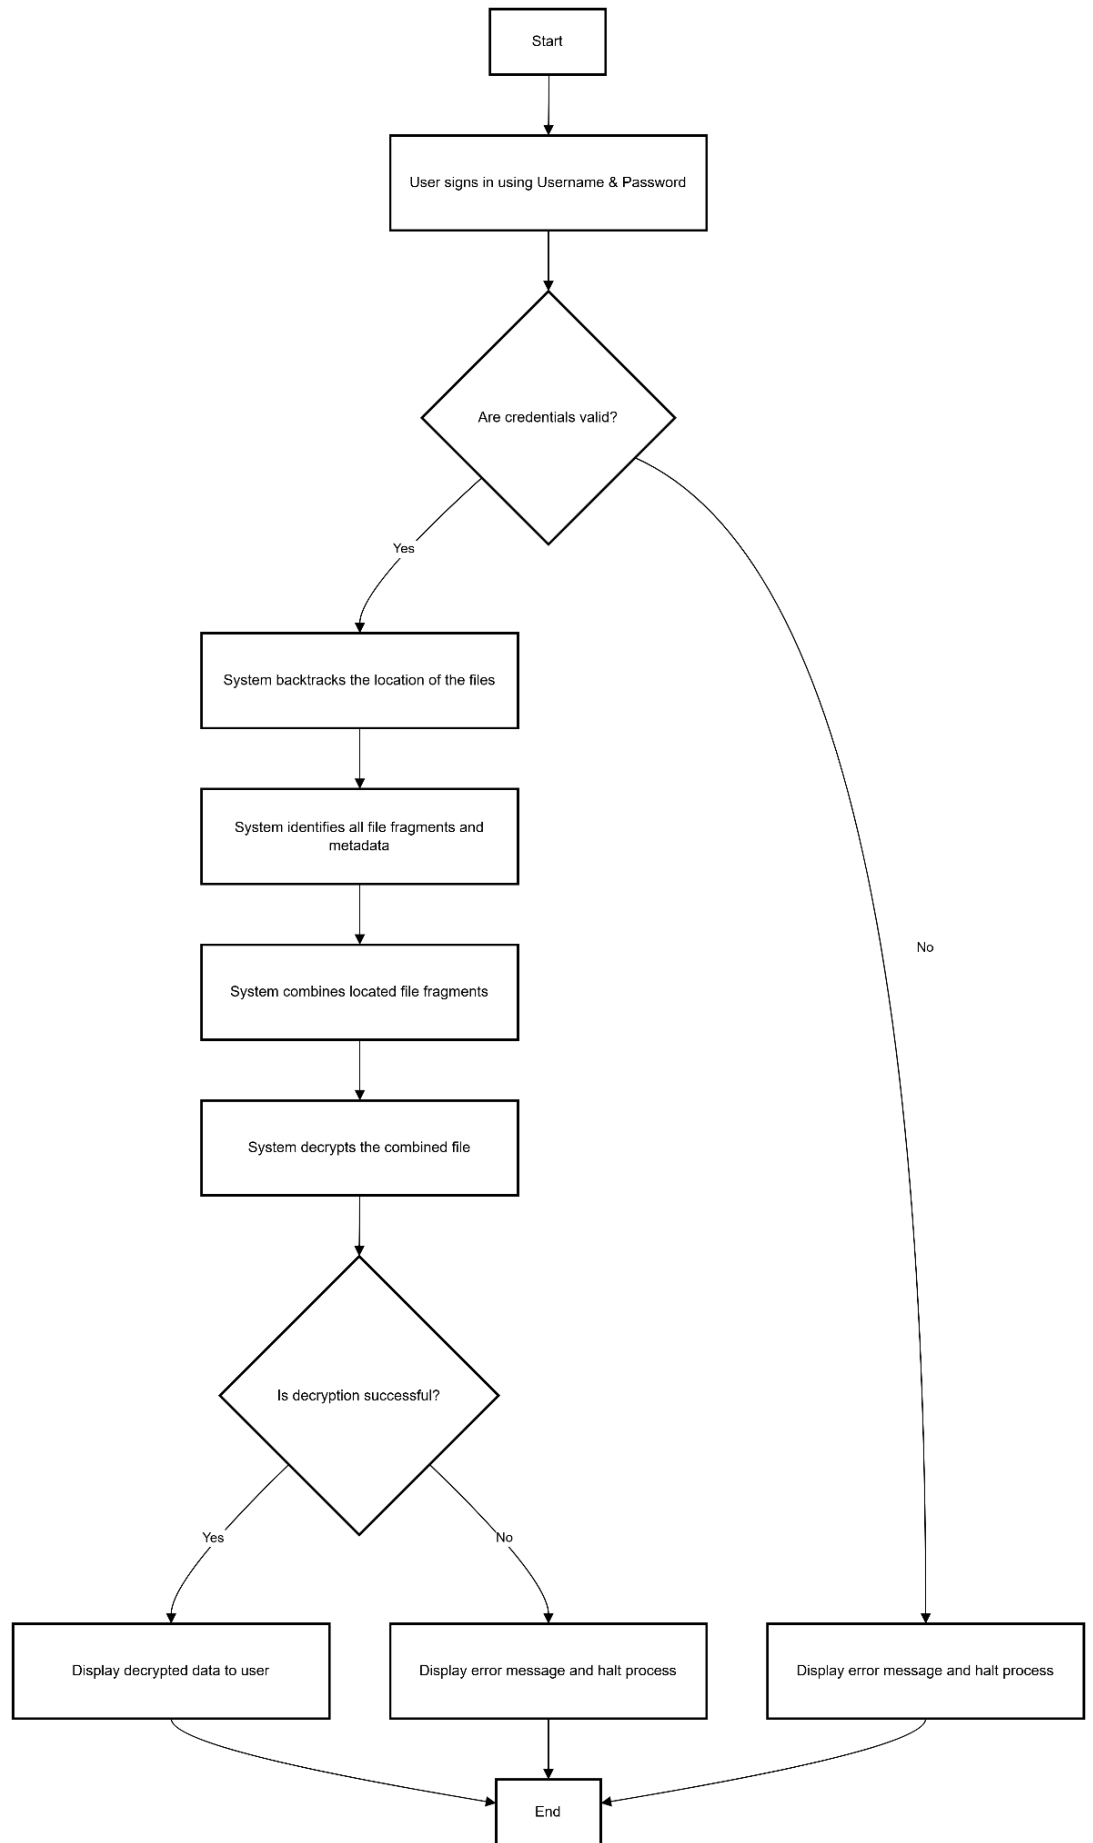 Start
User signs in using Username & Password
Are credentials valid?
Yes
System backtracks the location of the files
System identifies all file fragments and
metadata
No
System combines located file fragments
System decrypts the combined file
Is decryption successful?
Yes
No
Display decrypted data to user
Display error message and halt process
Display error message and halt process
End